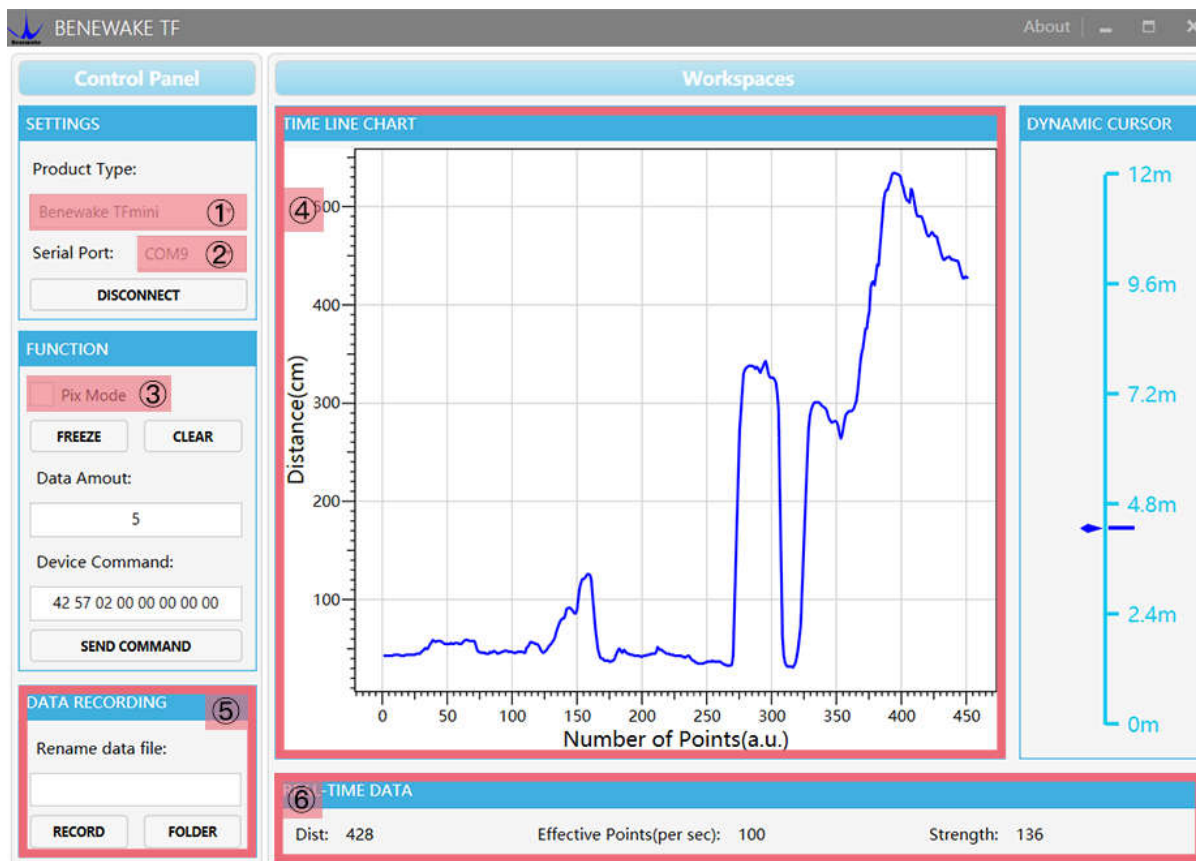 BENEWAKE TF
About
Control Panel
Workspaces
SETTINGS
Product Type:
Benewake TFmini ①
Serial Port: COM9 ②
DISCONNECT
FUNCTION
Pix Mode ③
FREEZE CLEAR
Data Amout:
5
Device Command:
42 57 02 00 00 00 00 00
SEND COMMAND
DATA RECORDING ⑤
Rename data file:
RECORD FOLDER
TIME LINE CHART
④
500
400
300
200
100
Distance(cm)
0 50 100 150 200 250 300 350 400 450
Number of Points(a.u.)
DYNAMIC CURSOR
12m
9.6m
7.2m
4.8m
2.4m
0m
⑥ -TIME DATA
Dist: 428 Effective Points(per sec): 100 Strength: 136